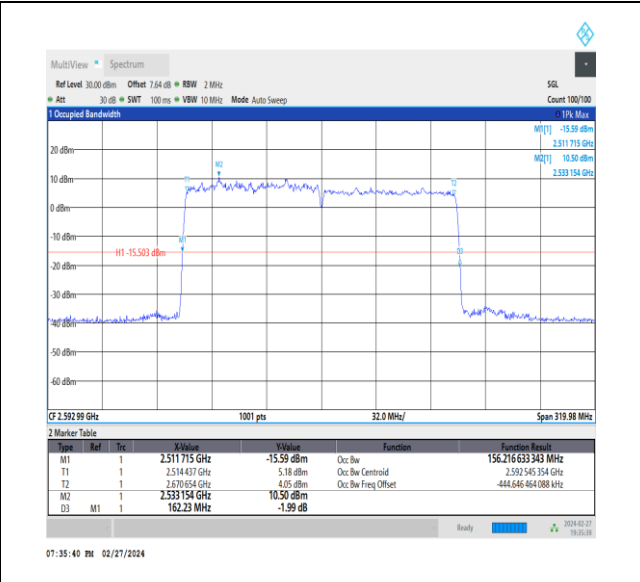 MultiView Spectrum
Ref Level 30.00 dBm Offset 7.64 dB RBW 2 MHz SGL
Att 30 dB SWT 100 ms VBW 10 MHz Mode Auto Sweep Count 100/100
1 Occupied Bandwidth 1Pk Max
M1[1] -15.59 dBm
2.511 715 GHz
20 dBm
M2[1] 10.50 dBm
2.533 154 GHz
M2
10 dBm
T1
T2
0 dBm
-10 dBm
M1
H1 -15.503 dBm
D3
-20 dBm
-30 dBm
-40 dBm
-50 dBm
-60 dBm
CF 2.592 99 GHz 1001 pts 32.0 MHz/ Span 319.98 MHz
2 Marker Table
Type Ref Trc X-Value Y-Value Function Function Result
M1 1 2.511 715 GHz -15.59 dBm Occ Bw 156.216 633 343 MHz
T1 1 2.514 437 GHz 5.18 dBm Occ Bw Centroid 2.592 545 354 GHz
T2 1 2.670 654 GHz 4.05 dBm Occ Bw Freq Offset -444.646 464 088 kHz
M2 1 2.533 154 GHz 10.50 dBm
D3 M1 1 162.23 MHz -1.99 dB
Ready 2024-02-27
19:35:39
07:35:40 PM 02/27/2024